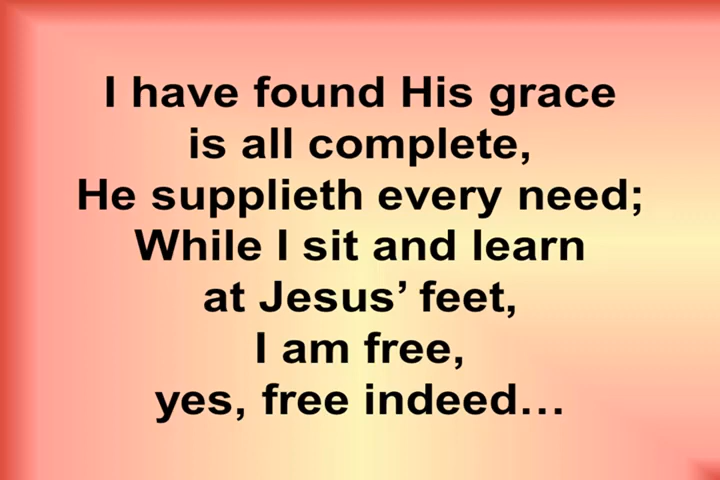 I have found His grace
is all complete,
He supplieth every need;
While I sit and learn
at Jesus’ feet,
I am free,
yes, free indeed…